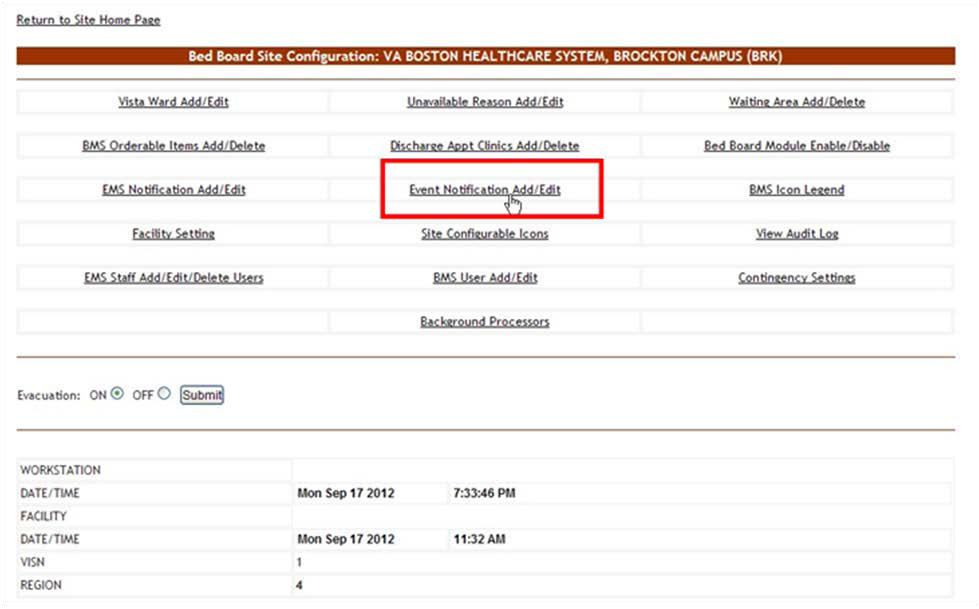 Return to Site Home Page
Bed Board Site Configuration: VA BOSTON HEALTHCARE SYSTEM, BROCKTON CAMPUS (BRK)
Vista Ward Add/Edit Unavailable Reason Add/Edit Waiting Area Add/Delete
BMS Orderable Items Add/Delete Discharge Appt Clinics Add/Delete Bed Board Module Enable/Disable
EMS Notification Add/Edit Event Notification Add/Edit BMS Icon Legend
Facility Setting Site Configurable Icons View Audit Log
EMS Staff Add/Edit/Delete Users BMS User Add/Edit Contingency Settings
Background Processors
Evacuation: ON OFF Submit
WORKSTATION
DATE/TIME Mon Sep 17 2012 7:33:46 PM
FACILITY
DATE/TIME Mon Sep 17 2012 11:32 AM
VISN 1
REGION 4